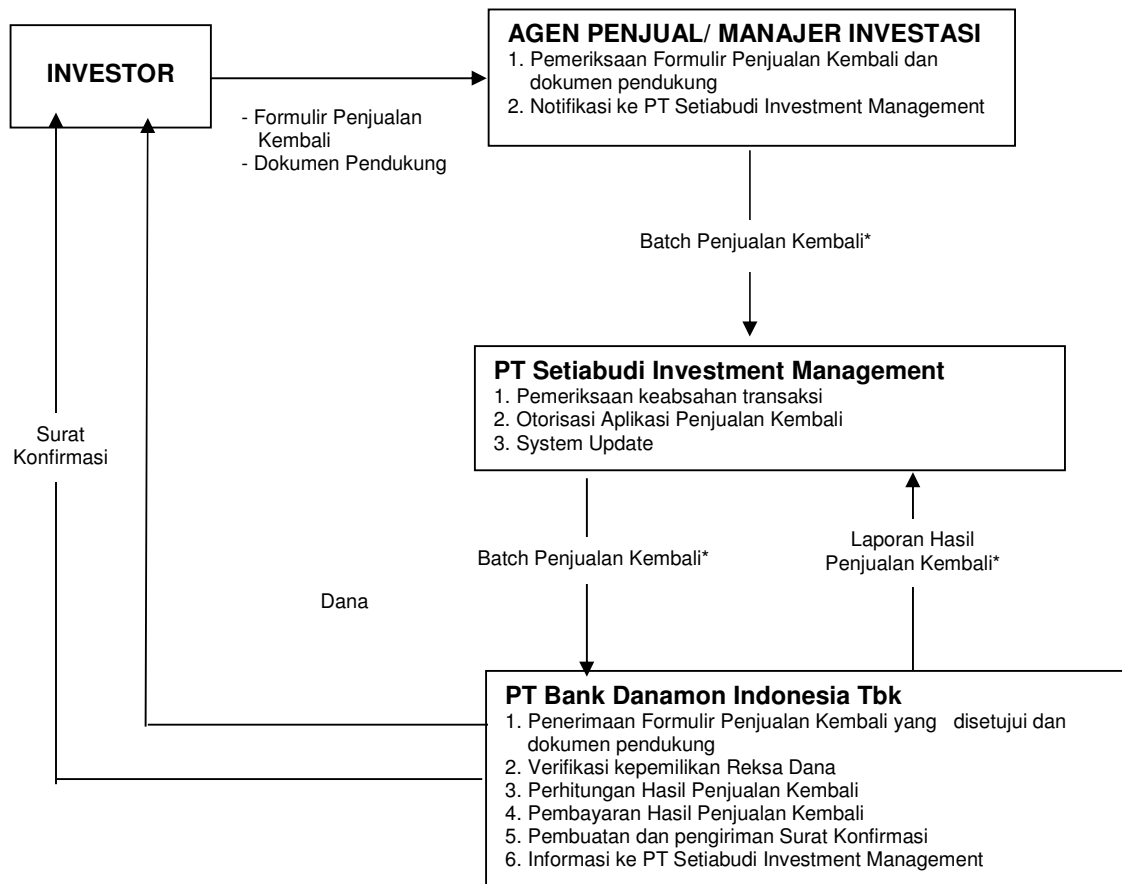 INVESTOR
AGEN PENJUAL/ MANAJER INVESTASI
1. Pemeriksaan Formulir Penjualan Kembali dan
dokumen pendukung
2. Notifikasi ke PT Setiabudi Investment Management
- Formulir Penjualan
Kembali
- Dokumen Pendukung
Batch Penjualan Kembali*
PT Setiabudi Investment Management
1. Pemeriksaan keabsahan transaksi
2. Otorisasi Aplikasi Penjualan Kembali
3. System Update
Surat
Konfirmasi
Batch Penjualan Kembali*
Laporan Hasil
Penjualan Kembali*
Dana
PT Bank Danamon Indonesia Tbk
1. Penerimaan Formulir Penjualan Kembali yang disetujui dan
dokumen pendukung
2. Verifikasi kepemilikan Reksa Dana
3. Perhitungan Hasil Penjualan Kembali
4. Pembayaran Hasil Penjualan Kembali
5. Pembuatan dan pengiriman Surat Konfirmasi
6. Informasi ke PT Setiabudi Investment Management